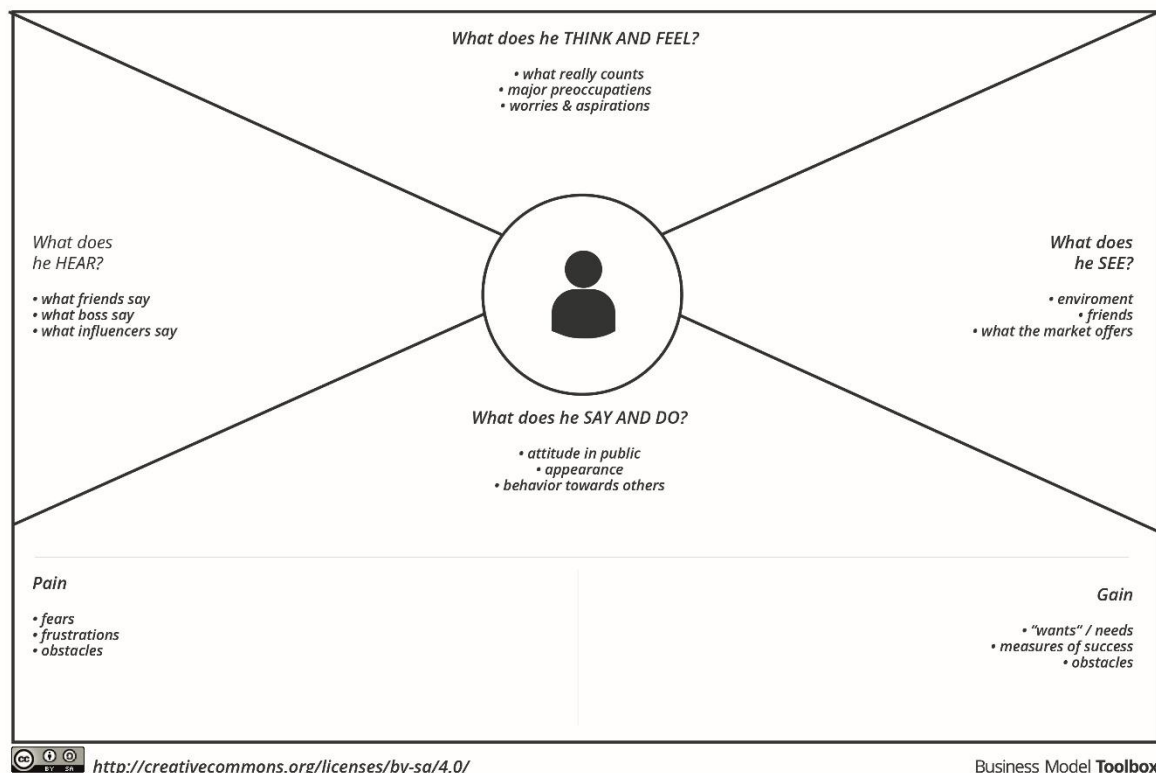 What does he THINK AND FEEL?
• what really counts
• major preoccupatiens
• worries & aspirations
What does
he HEAR?
• what friends say
• what boss say
• what influencers say
What does
he SEE?
• enviroment
• friends
• what the market offers
What does he SAY AND DO?
• attitude in public
• appearance
• behavior towards others
Pain
• fears
• frustrations
• obstacles
Gain
• “wants” / needs
• measures of success
• obstacles
cc BY SA
http://creativecommons.org/licenses/by-sa/4.0/
Business Model Toolbox